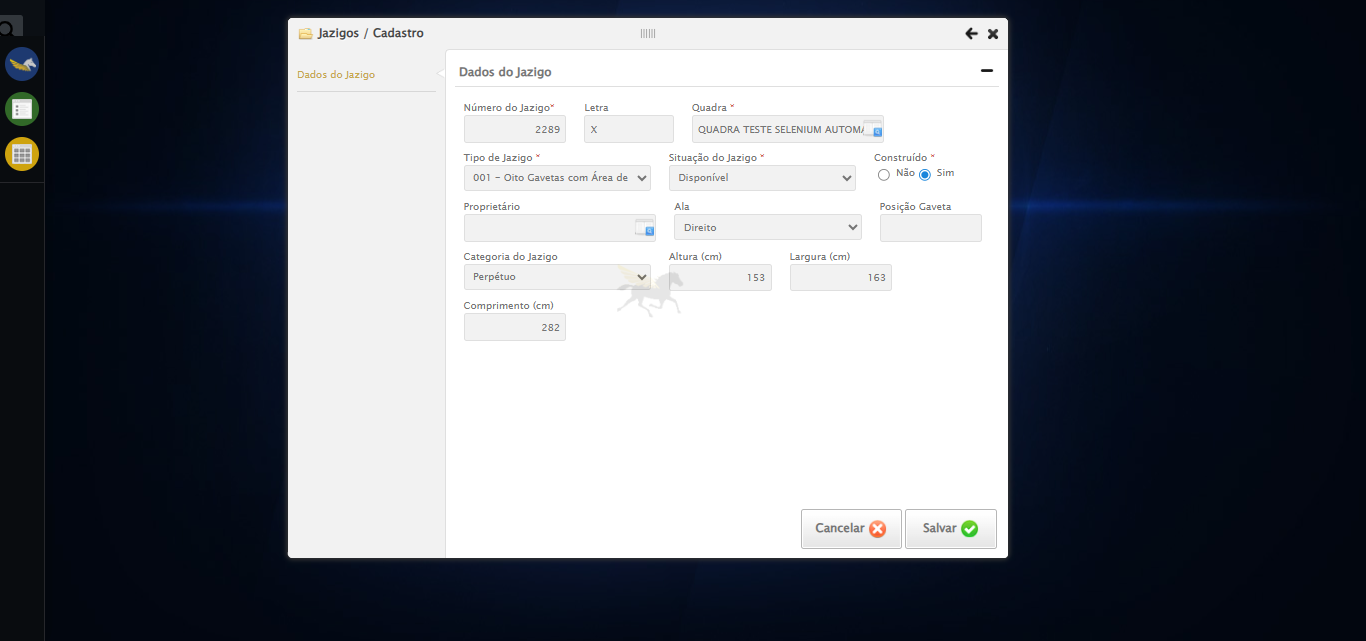 Jazigos / Cadastro
Dados do Jazigo
Dados do Jazigo
Número do Jazigo* Letra Quadra *
2289 X QUADRA TESTE SELENIUM AUTOMA
Tipo de Jazigo * Situação do Jazigo * Construído *
001 - Oito Gavetas com Área de Disponível Não Sim
Proprietário Ala Posição Gaveta
Direito
Categoria do Jazigo Altura (cm) Largura (cm)
Perpétuo 153 163
Comprimento (cm)
282
Cancelar Salvar